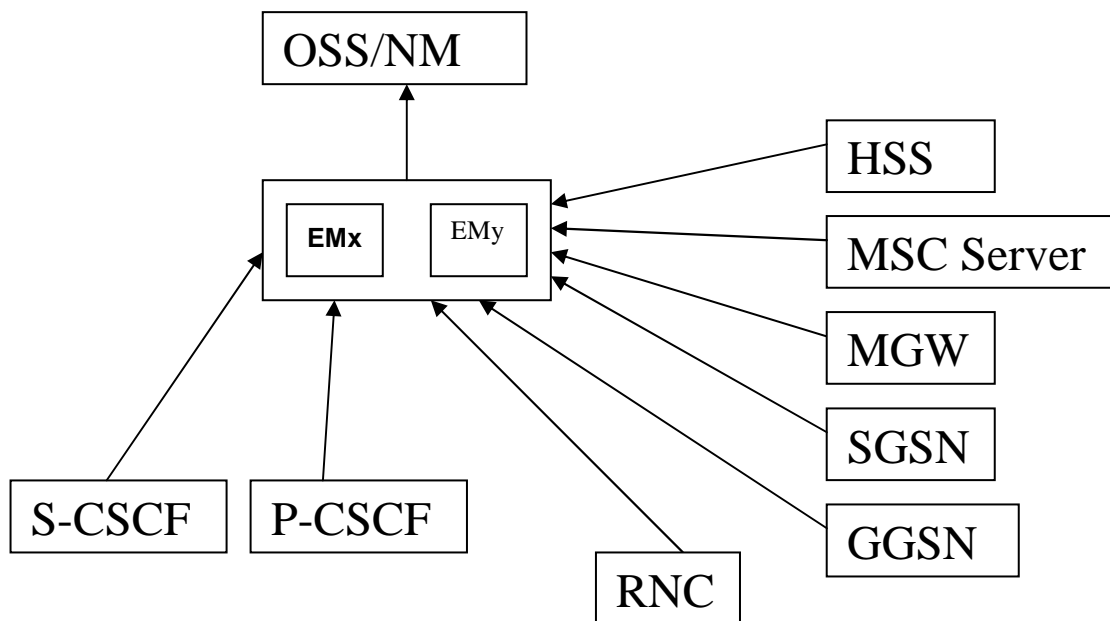 OSS/NM
HSS
EMx
EMy
MSC Server
MGW
SGSN
S-CSCF
P-CSCF
GGSN
RNC